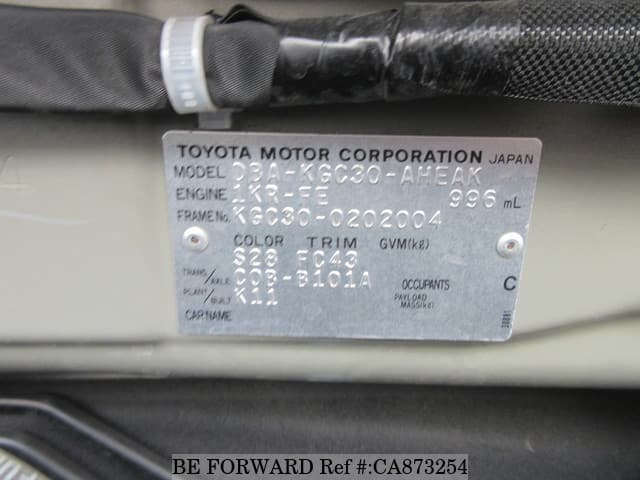 TOYOTA MOTOR CORPORATION JAPAN
MODEL DBA-KGC30-AHEAK
ENGINE 1KR-FE 996 mL
FRAME No. KGC30-0202004
COLOR TRIM GVM(kg)
S28 FC43
TRANS/AXLE C0B-B101A OCCUPANTS C
PLANT/BUILT K11 PAYLOAD MASS(kg)
CAR NAME
BE FORWARD Ref #:CA873254